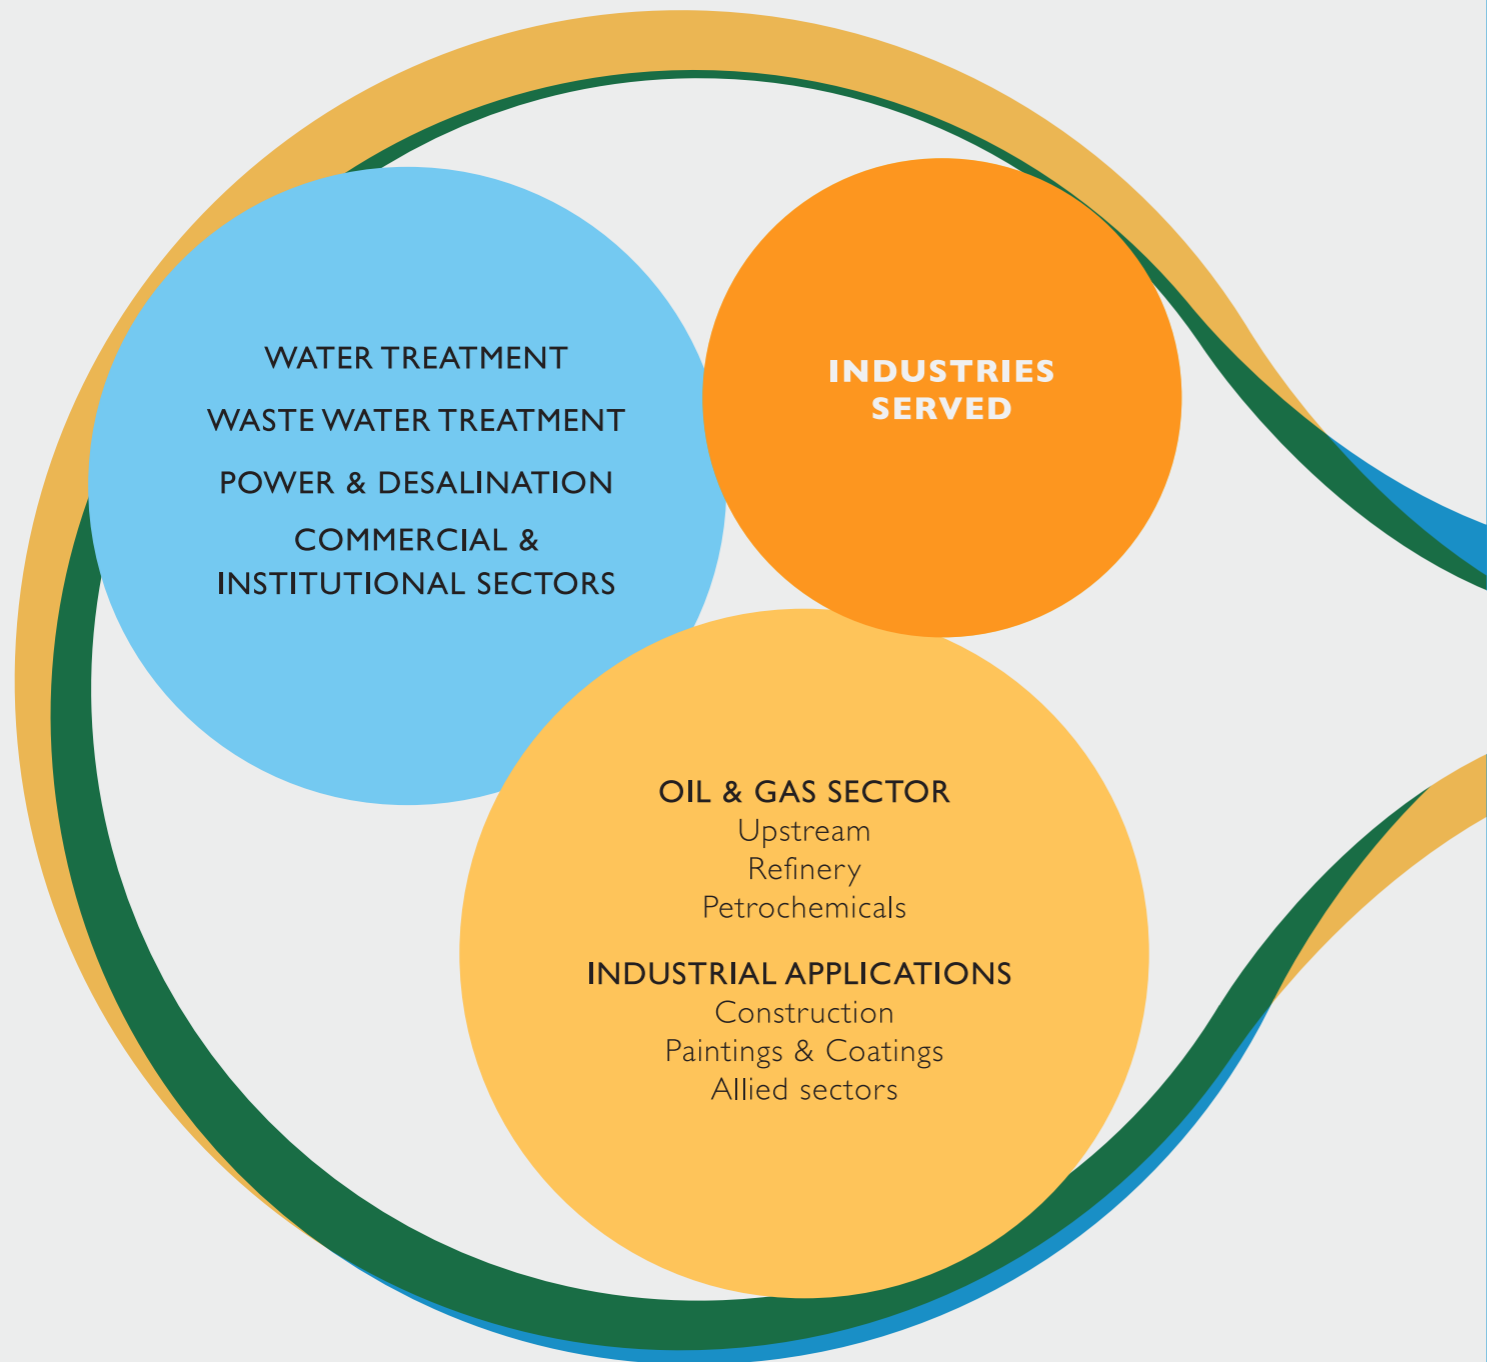 INDUSTRIES
SERVED
WATER TREATMENT
WASTE WATER TREATMENT
POWER & DESALINATION
COMMERCIAL &
INSTITUTIONAL SECTORS
OIL & GAS SECTOR
Upstream
Refinery
Petrochemicals
INDUSTRIAL APPLICATIONS
Construction
Paintings & Coatings
Allied sectors